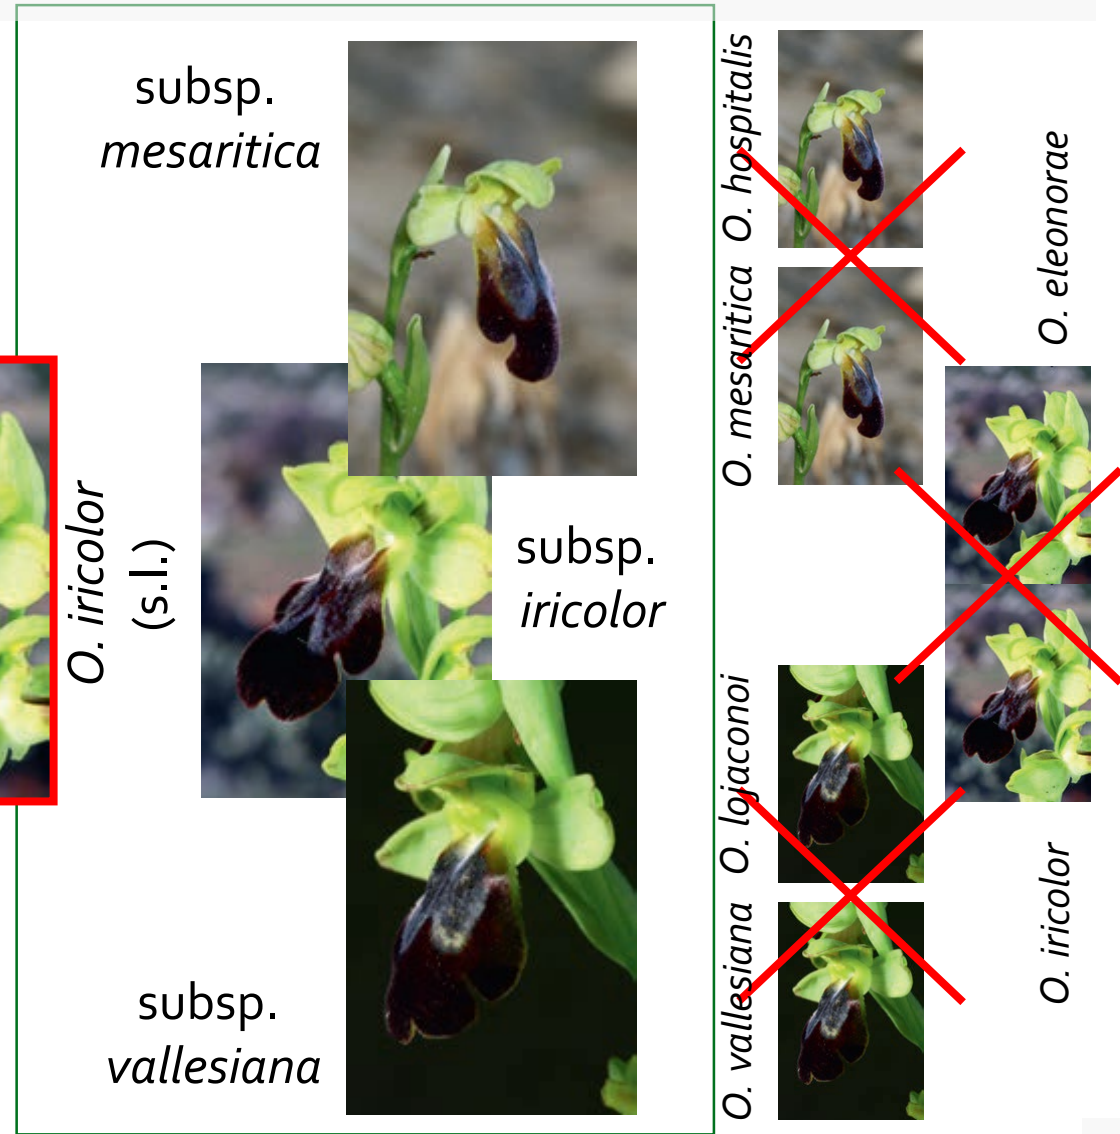 subsp.
mesaritica
O. iricolor
(s.l.)
subsp.
iricolor
subsp.
vallesiana
O. hospitalis
O. mesaritica
O. lojaconoi
O. vallesiana
O. eleonorae
O. iricolor